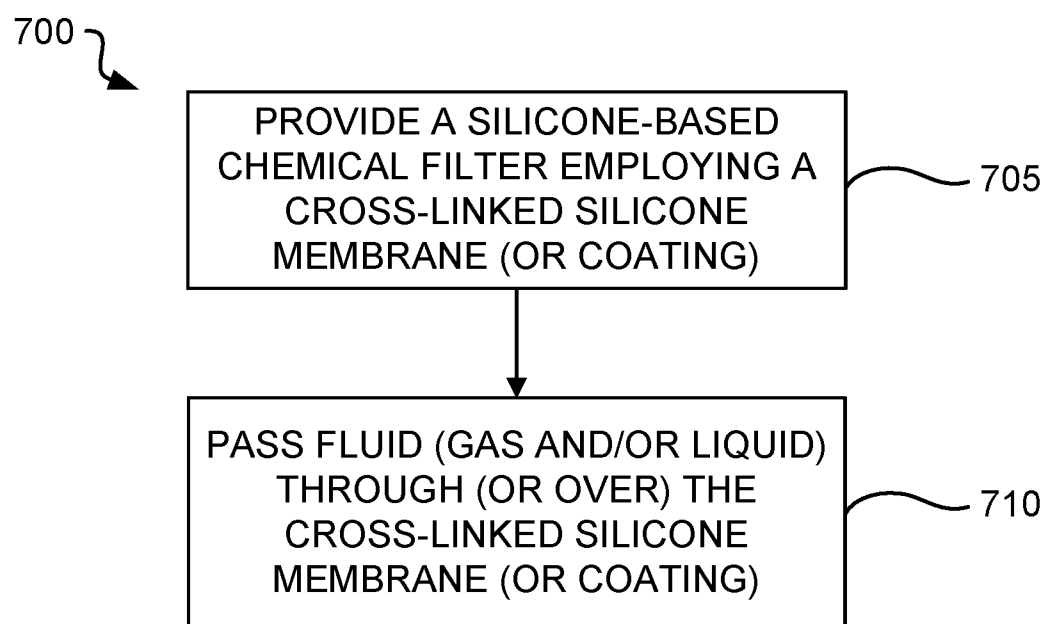 700
PROVIDE A SILICONE-BASED
CHEMICAL FILTER EMPLOYING A
CROSS-LINKED SILICONE
MEMBRANE (OR COATING)
705
PASS FLUID (GAS AND/OR LIQUID)
THROUGH (OR OVER) THE
CROSS-LINKED SILICONE
MEMBRANE (OR COATING)
710